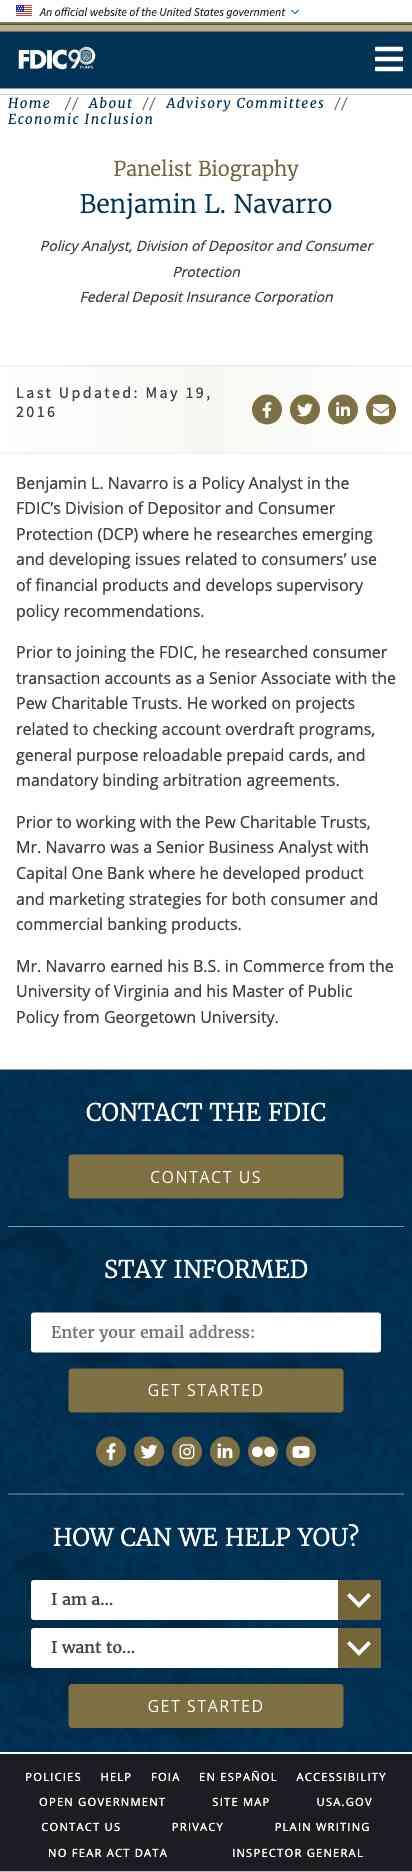 An official website of the United States government
FDIC 90 YEARS
Home // About // Advisory Committees //
Economic Inclusion
Panelist Biography
Benjamin L. Navarro
Policy Analyst, Division of Depositor and Consumer
Protection
Federal Deposit Insurance Corporation
Last Updated: May 19,
2016
Benjamin L. Navarro is a Policy Analyst in the
FDIC’s Division of Depositor and Consumer
Protection (DCP) where he researches emerging
and developing issues related to consumers’ use
of financial products and develops supervisory
policy recommendations.
Prior to joining the FDIC, he researched consumer
transaction accounts as a Senior Associate with the
Pew Charitable Trusts. He worked on projects
related to checking account overdraft programs,
general purpose reloadable prepaid cards, and
mandatory binding arbitration agreements.
Prior to working with the Pew Charitable Trusts,
Mr. Navarro was a Senior Business Analyst with
Capital One Bank where he developed product
and marketing strategies for both consumer and
commercial banking products.
Mr. Navarro earned his B.S. in Commerce from the
University of Virginia and his Master of Public
Policy from Georgetown University.
CONTACT THE FDIC
CONTACT US
STAY INFORMED
Enter your email address:
GET STARTED
HOW CAN WE HELP YOU?
I am a...
I want to...
GET STARTED
POLICIES HELP FOIA EN ESPAÑOL ACCESSIBILITY
OPEN GOVERNMENT SITE MAP USA.GOV
CONTACT US PRIVACY PLAIN WRITING
NO FEAR ACT DATA INSPECTOR GENERAL